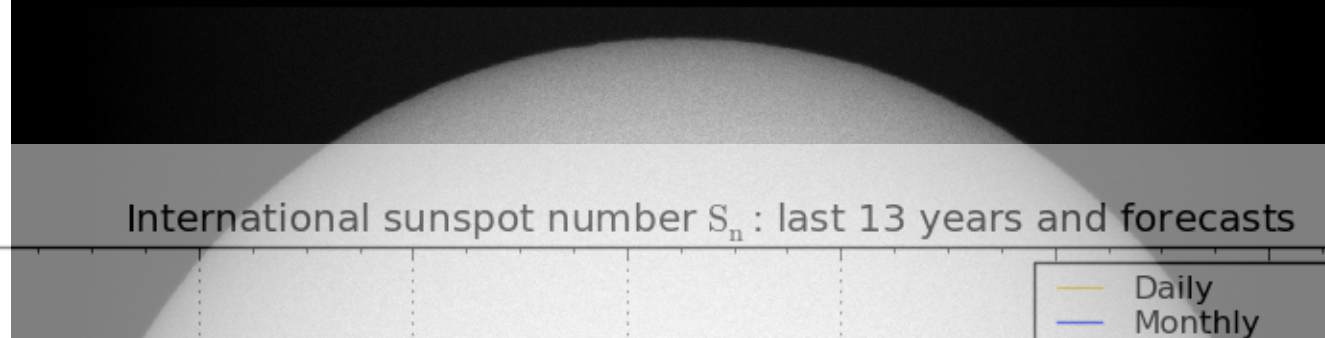 International sunspot number Sₙ : last 13 years and forecasts
Daily
Monthly